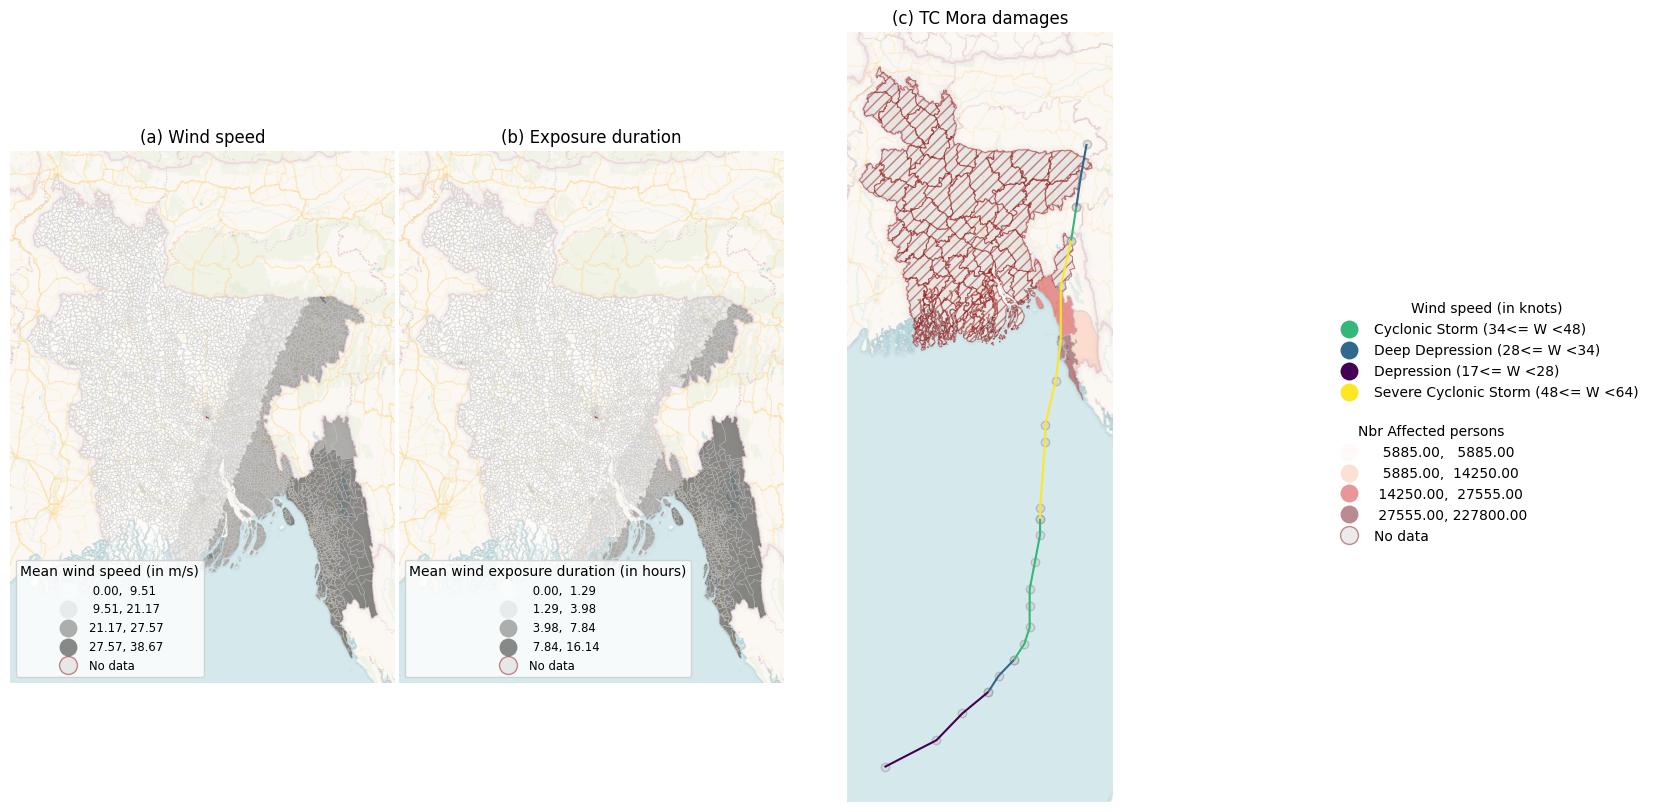 (c) TC Mora damages
(a) Wind speed
(b) Exposure duration
Mean wind speed (in m/s)
0.00, 9.51
9.51, 21.17
21.17, 27.57
27.57, 38.67
No data
Mean wind exposure duration (in hours)
0.00, 1.29
1.29, 3.98
3.98, 7.84
7.84, 16.14
No data
Wind speed (in knots)
Cyclonic Storm (34<= W <48)
Deep Depression (28<= W <34)
Depression (17<= W <28)
Severe Cyclonic Storm (48<= W <64)
Nbr Affected persons
5885.00, 5885.00
5885.00, 14250.00
14250.00, 27555.00
27555.00, 227800.00
No data